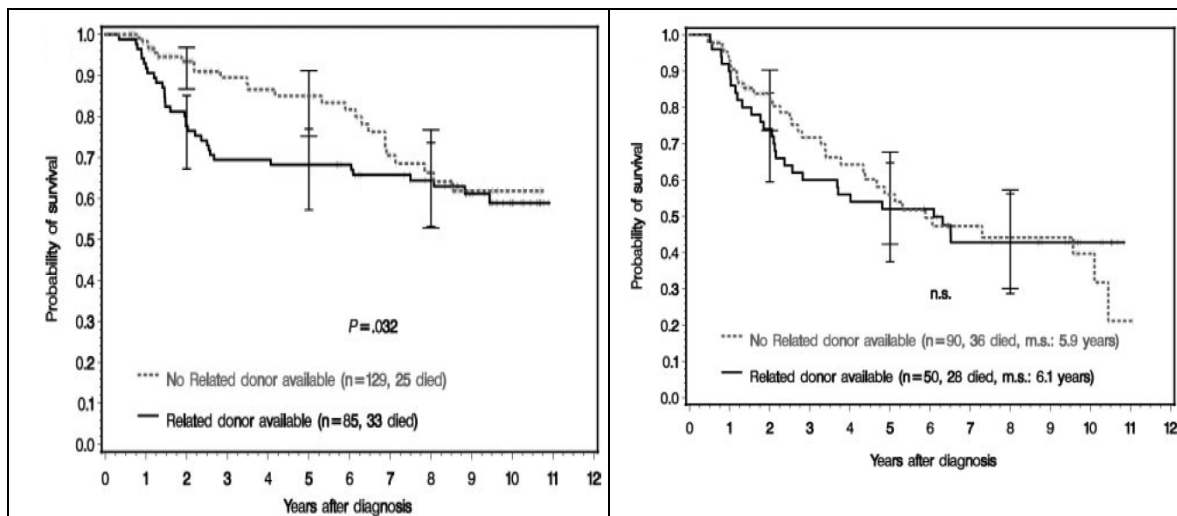 1.0
0.9
0.8
0.7
0.6
0.5
0.4
0.3
0.2
0.1
0.0
Probability of survival
P=.032
No Related donor available (n=129, 25 died)
Related donor available (n=85, 33 died)
0 1 2 3 4 5 6 7 8 9 10 11 12
Years after diagnosis
1.0
0.9
0.8
0.7
0.6
0.5
0.4
0.3
0.2
0.1
0.0
Probability of survival
n.s.
No Related donor available (n=90, 36 died, m.s.: 5.9 years)
Related donor available (n=50, 28 died, m.s.: 6.1 years)
0 1 2 3 4 5 6 7 8 9 10 11 12
Years after diagnosis